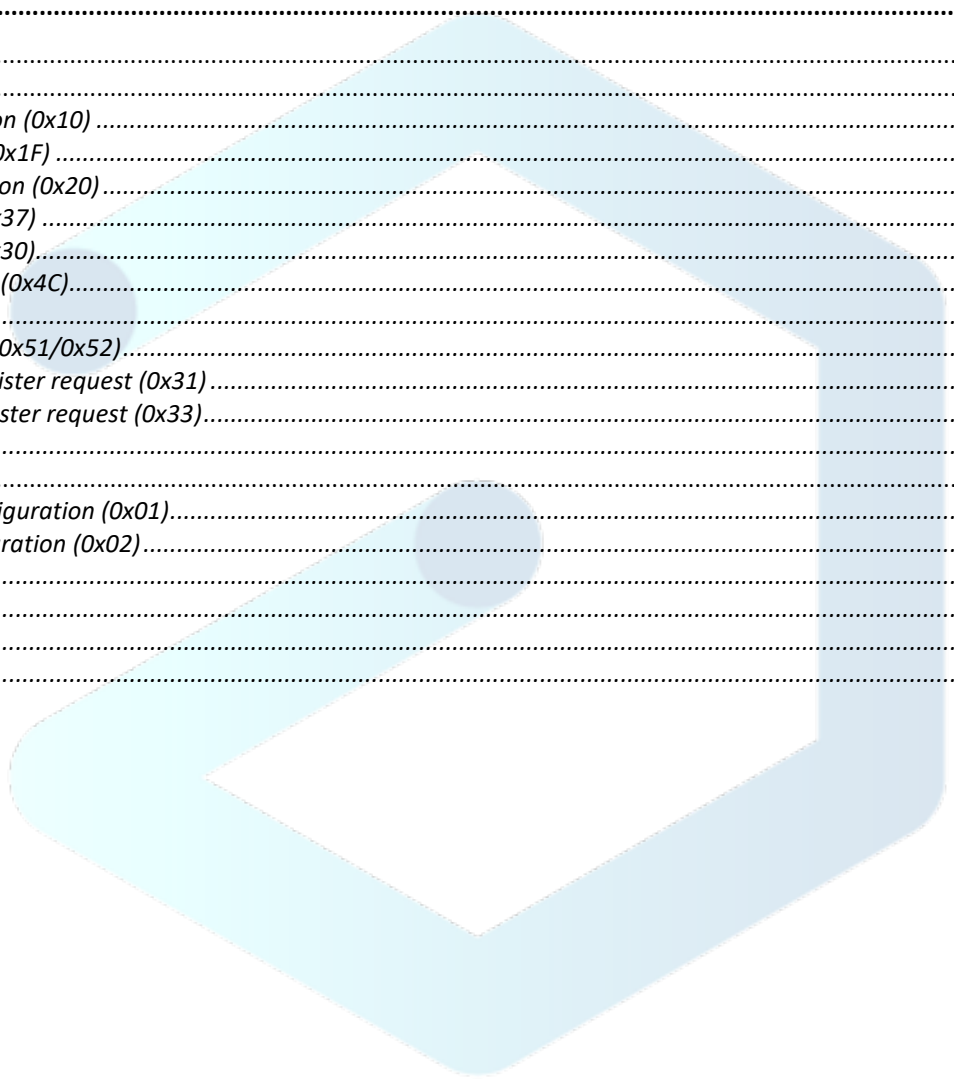 on (0x10)
0x1F)
on (0x20)
37)
30)
(0x4C)
0x51/0x52)
ister request (0x31)
ster request (0x33)
iguration (0x01)
ration (0x02)